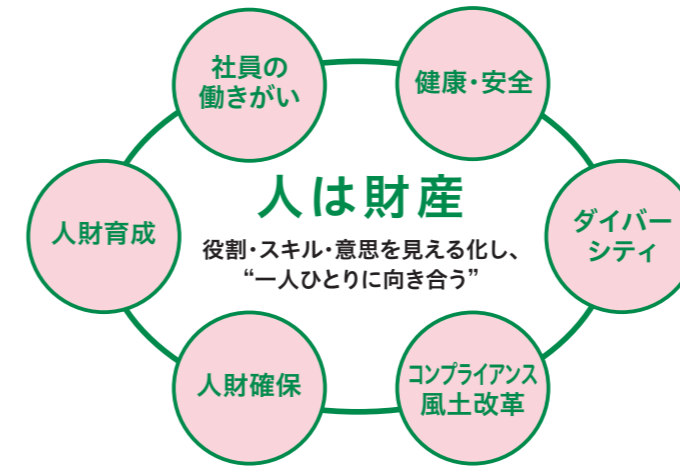 社員の
働きがい
健康・安全
人は財産
役割・スキル・意思を見える化し、
“一人ひとりに向き合う”
人財育成
ダイバー
シティ
人財確保
コンプライアンス
風土改革